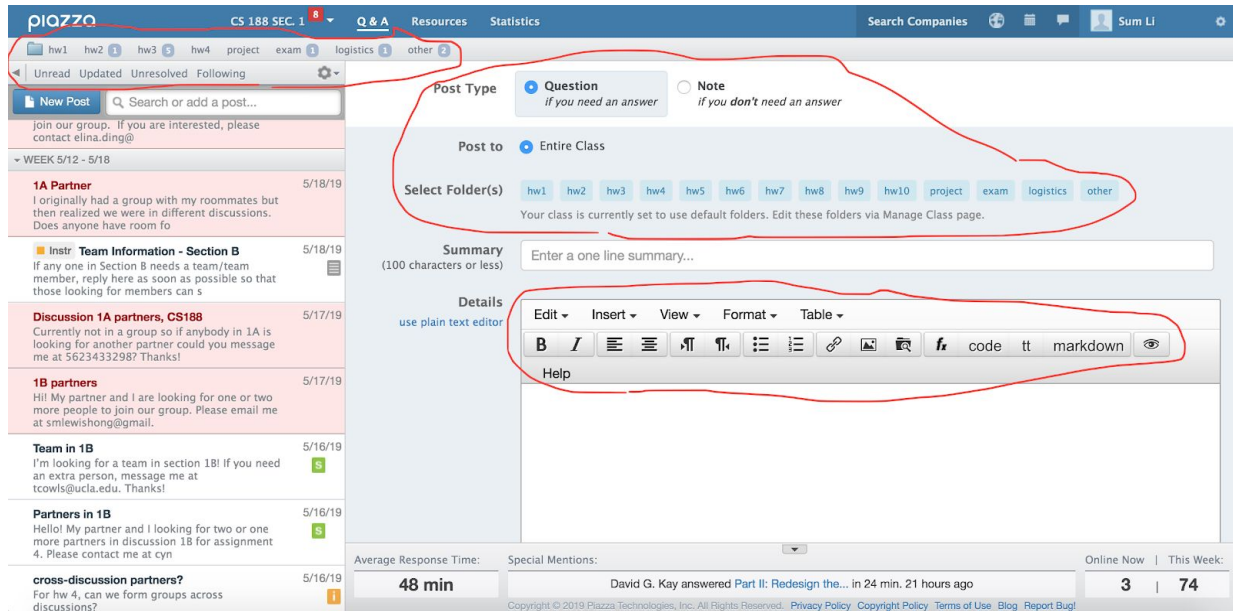 piazza CS 188 SEC. 1 8 Q & A Resources Statistics Search Companies Sum Li
hw1 hw2 1 hw3 5 hw4 project exam 1 logistics 1 other 2
Unread Updated Unresolved Following
New Post Search or add a post...
join our group. If you are interested, please
contact elina.ding@
WEEK 5/12 - 5/18
1A Partner 5/18/19
I originally had a group with my roommates but
then realized we were in different discussions.
Does anyone have room fo
Instr Team Information - Section B 5/18/19
If any one in Section B needs a team/team
member, reply here as soon as possible so that
those looking for members can s
Discussion 1A partners, CS188 5/17/19
Currently not in a group so if anybody in 1A is
looking for another partner could you message
me at 5623433298? Thanks!
1B partners 5/17/19
Hi! My partner and I are looking for one or two
more people to join our group. Please email me
at smlewishong@gmail.
Team in 1B 5/16/19
I'm looking for a team in section 1B! If you need S
an extra person, message me at
tcowls@ucla.edu. Thanks!
Partners in 1B 5/16/19
Hello! My partner and I looking for two or one S
more partners in discussion 1B for assignment
4. Please contact me at cyn
cross-discussion partners? 5/16/19
For hw 4, can we form groups across i
discussions?
Post Type Question Note
if you need an answer if you don't need an answer
Post to Entire Class
Select Folder(s) hw1 hw2 hw3 hw4 hw5 hw6 hw7 hw8 hw9 hw10 project exam logistics other
Your class is currently set to use default folders. Edit these folders via Manage Class page.
Summary Enter a one line summary...
(100 characters or less)
Details
use plain text editor
Edit Insert View Format Table
B I fx code tt markdown
Help
Average Response Time: Special Mentions: Online Now | This Week:
48 min David G. Kay answered Part II: Redesign the... in 24 min. 21 hours ago 3 | 74
Copyright © 2019 Piazza Technologies, Inc. All Rights Reserved. Privacy Policy Copyright Policy Terms of Use Blog Report Bug!